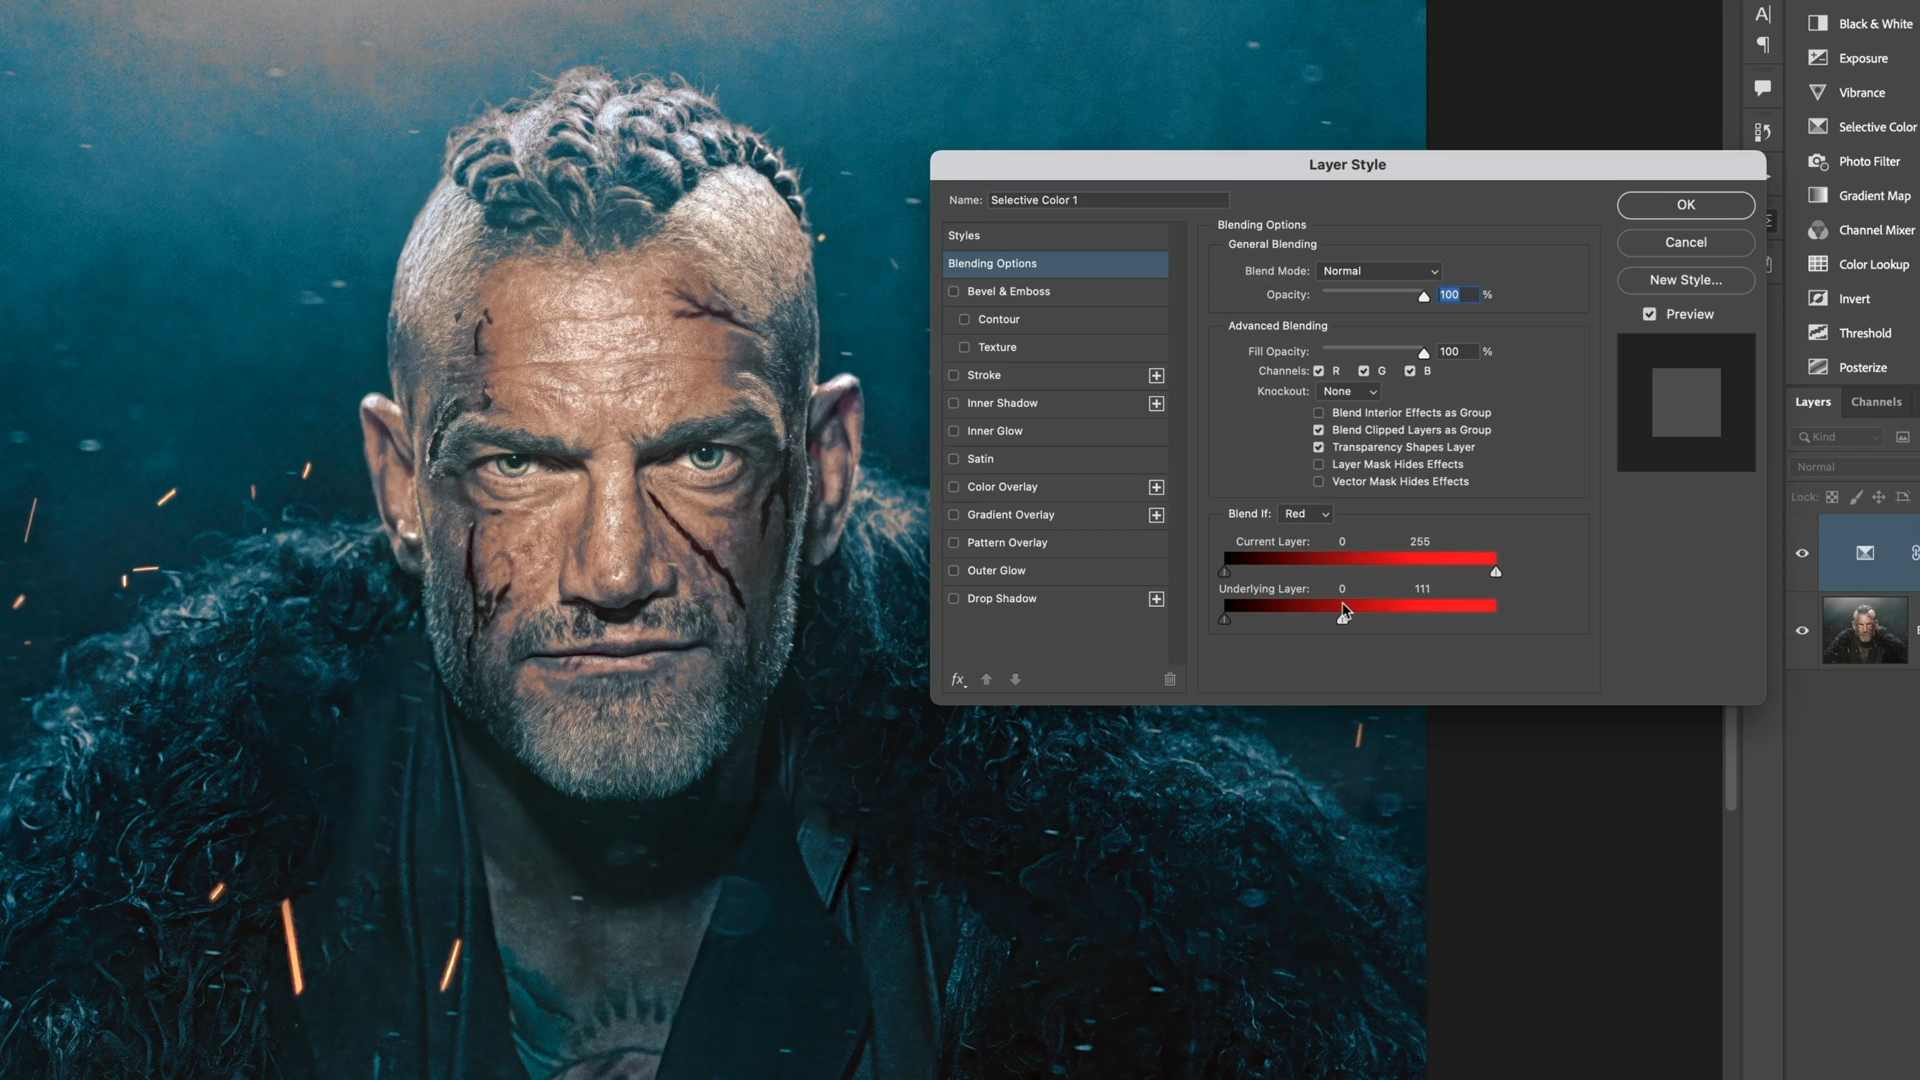 Layer Style
Name: Selective Color 1
Styles
Blending Options
Bevel & Emboss
Contour
Texture
Stroke
Inner Shadow
Inner Glow
Satin
Color Overlay
Gradient Overlay
Pattern Overlay
Outer Glow
Drop Shadow
fx
Blending Options
General Blending
Blend Mode: Normal
Opacity: 100 %
Advanced Blending
Fill Opacity: 100 %
Channels: R G B
Knockout: None
Blend Interior Effects as Group
Blend Clipped Layers as Group
Transparency Shapes Layer
Layer Mask Hides Effects
Vector Mask Hides Effects
Blend If: Red
Current Layer: 0 255
Underlying Layer: 0 111
OK
Cancel
New Style...
Preview
A
Black & White
Exposure
Vibrance
Selective Color
Photo Filter
Gradient Map
Channel Mixer
Color Lookup
Invert
Threshold
Posterize
Layers Channels
Kind
Normal
Lock: